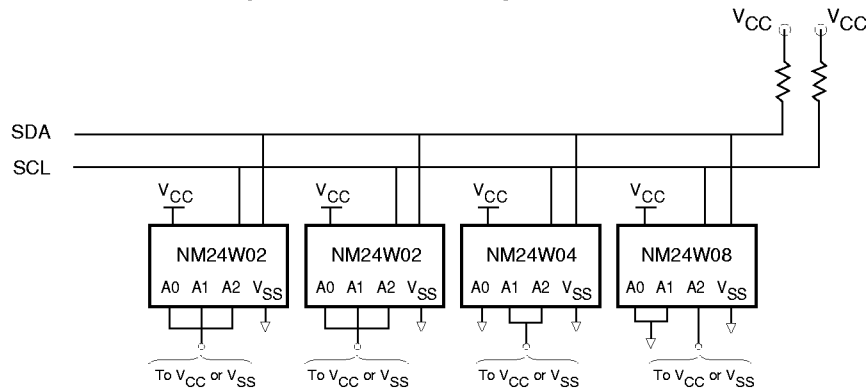 VCC VCC
SDA
SCL
VCC VCC VCC VCC
NM24W02 NM24W02 NM24W04 NM24W08
A0 A1 A2 VSS A0 A1 A2 VSS A0 A1 A2 VSS A0 A1 A2 VSS
To VCC or VSS To VCC or VSS To VCC or VSS To VCC or VSS